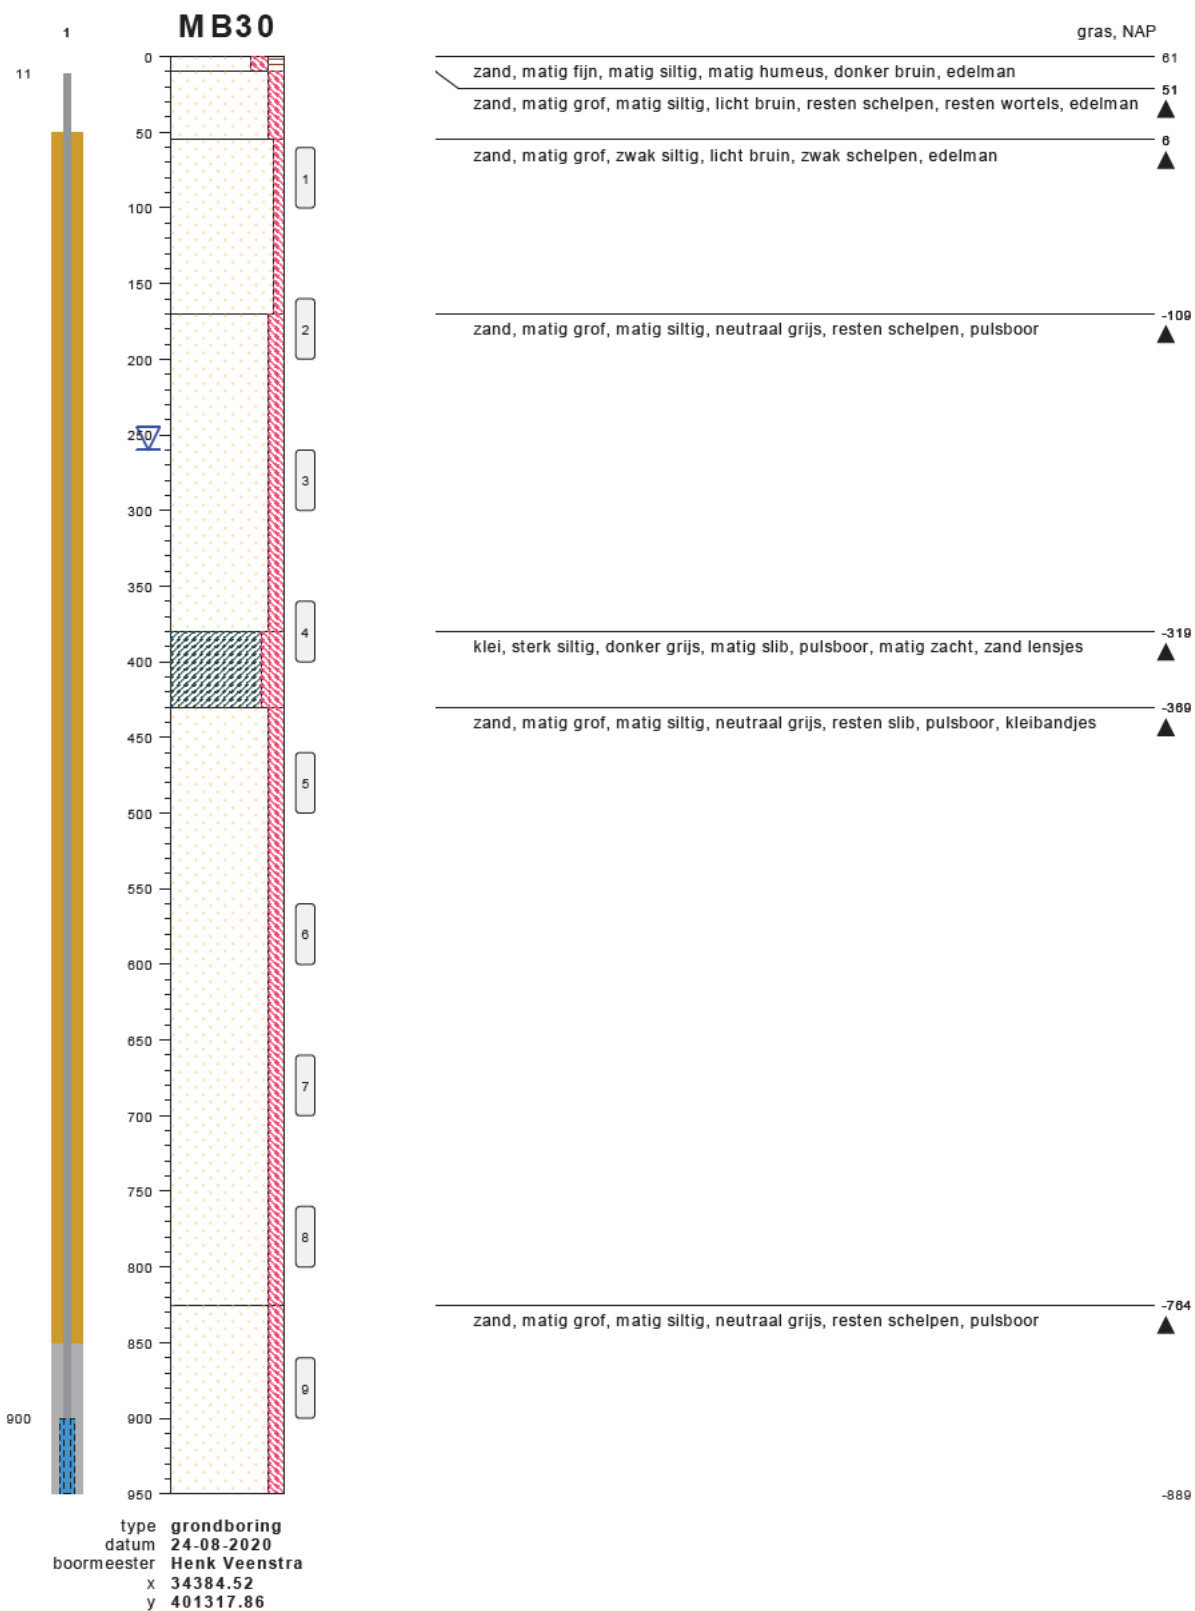 MB30
1
gras, NAP
0
61
11
zand, matig fijn, matig siltig, matig humeus, donker bruin, edelman
51
zand, matig grof, matig siltig, licht bruin, resten schelpen, resten wortels, edelman
50
6
zand, matig grof, zwak siltig, licht bruin, zwak schelpen, edelman
1
100
150
-109
2
zand, matig grof, matig siltig, neutraal grijs, resten schelpen, pulsboor
200
250
3
300
350
4
-319
klei, sterk siltig, donker grijs, matig slib, pulsboor, matig zacht, zand lensjes
400
-369
zand, matig grof, matig siltig, neutraal grijs, resten slib, pulsboor, kleibandjes
450
5
500
550
6
600
650
7
700
750
8
800
-764
zand, matig grof, matig siltig, neutraal grijs, resten schelpen, pulsboor
850
9
900
900
950
-889
type grondboring
datum 24-08-2020
boormeester Henk Veenstra
x 34384.52
y 401317.86